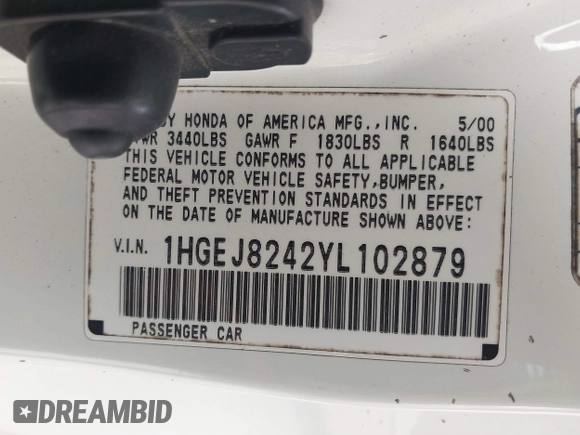 BY HONDA OF AMERICA MFG.,INC. 5/00
3440LBS GAWR F 1830LBS R 1640LBS
THIS VEHICLE CONFORMS TO ALL APPLICABLE
FEDERAL MOTOR VEHICLE SAFETY,BUMPER,
AND THEFT PREVENTION STANDARDS IN EFFECT
ON THE DATE OF MANUFACTURE SHOWN ABOVE:
V.I.N. 1HGEJ8242YL102879
PASSENGER CAR
DREAMBID